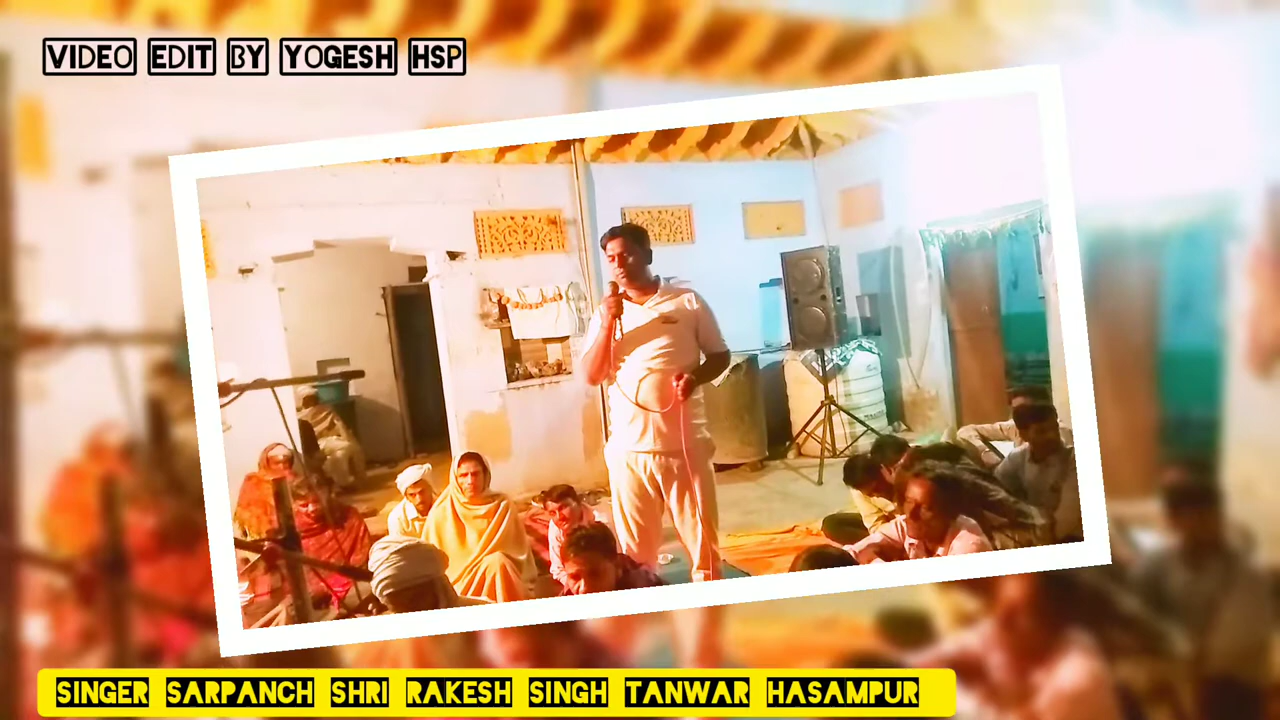 VIDEO EDIT BY YOGESH HSP
SINGER SARPANCH SHRI RAKESH SINGH TANWAR HASAMPUR